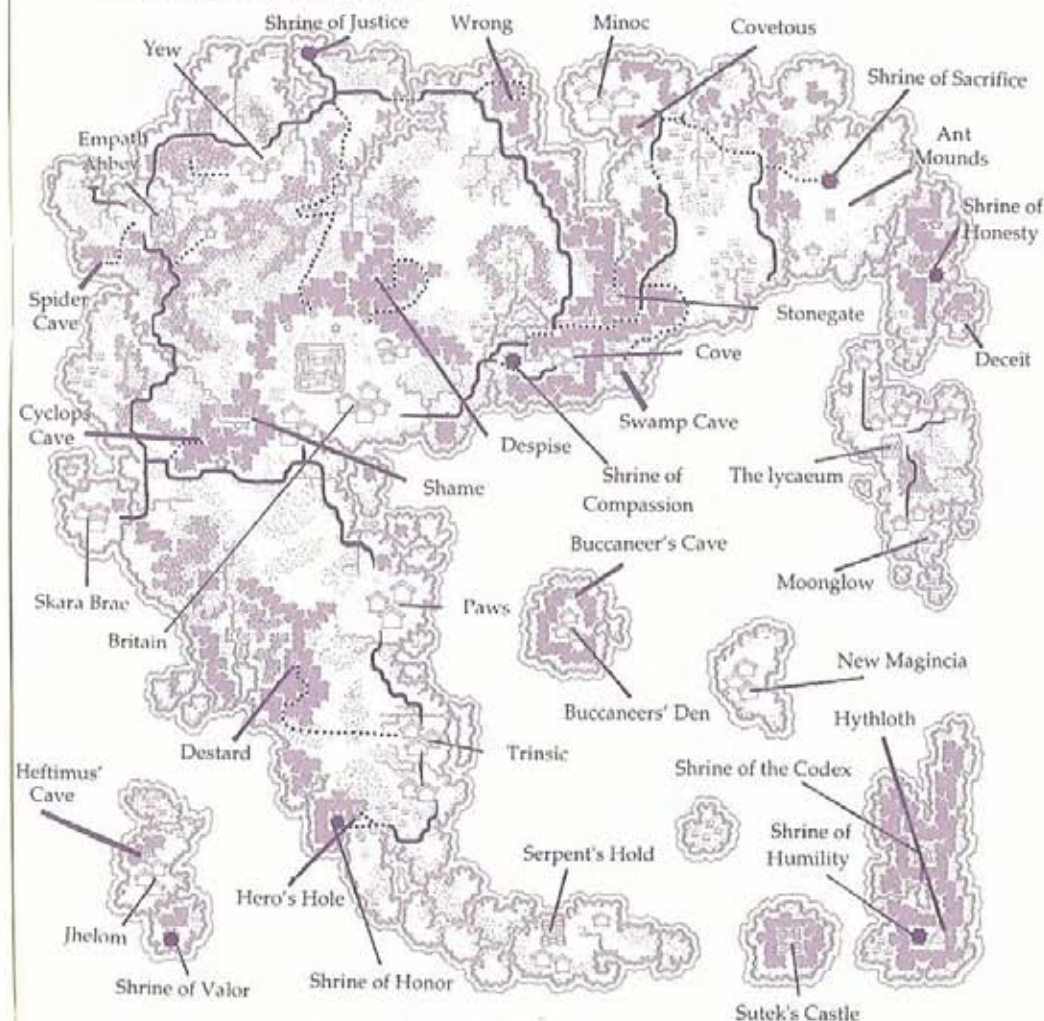 Shrine of Justice
Wrong
Minoc
Covetous
Yew
Shrine of Sacrifice
Empath
Abbey
Ant
Mounds
Shrine of
Honesty
Spider
Cave
Stonegate
Cove
Deceit
Cyclops
Cave
Swamp Cave
Despise
Shrine of
Compassion
The lycaeum
Shame
Buccaneer's Cave
Moonglow
Skara Brae
Paws
Britain
New Magincia
Buccaneers' Den
Hythloth
Destard
Trinsic
Shrine of the Codex
Heftimus'
Cave
Shrine of
Humility
Serpent's Hold
Hero's Hole
Jhelom
Shrine of Valor
Shrine of Honor
Sutek's Castle